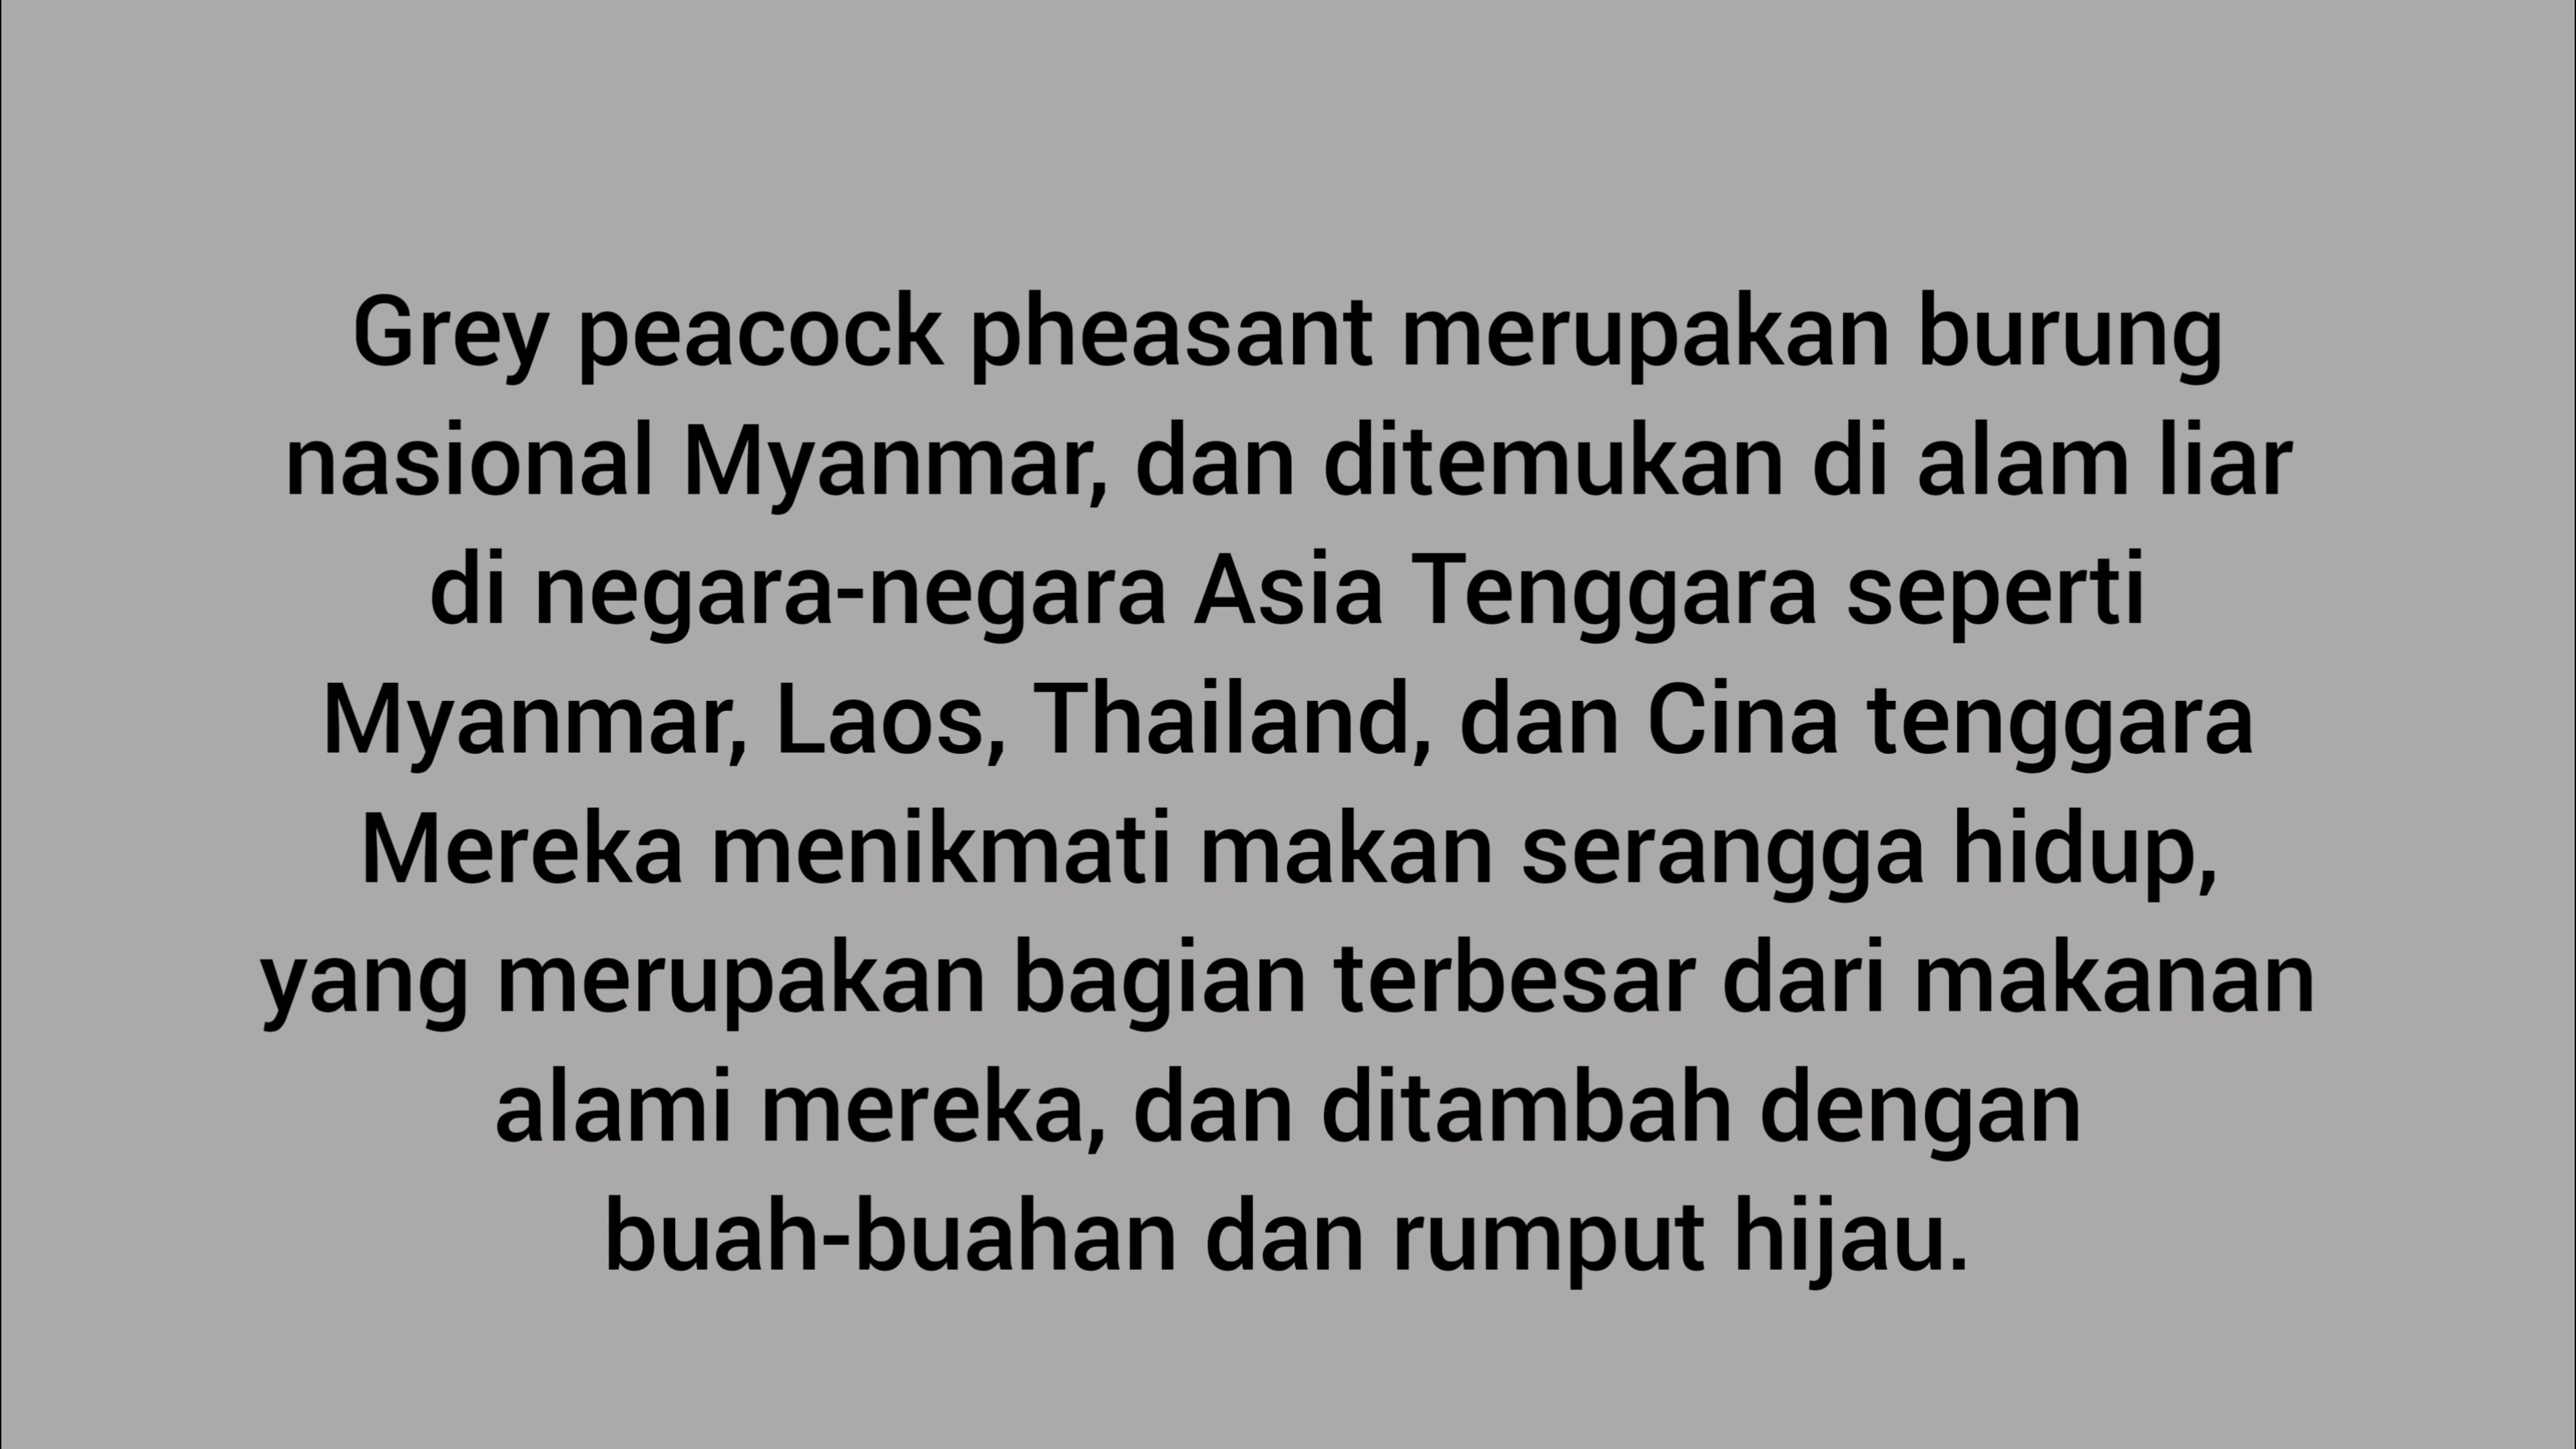 Grey peacock pheasant merupakan burung
nasional Myanmar, dan ditemukan di alam liar
di negara-negara Asia Tenggara seperti
Myanmar, Laos, Thailand, dan Cina tenggara
Mereka menikmati makan serangga hidup,
yang merupakan bagian terbesar dari makanan
alami mereka, dan ditambah dengan
buah-buahan dan rumput hijau.